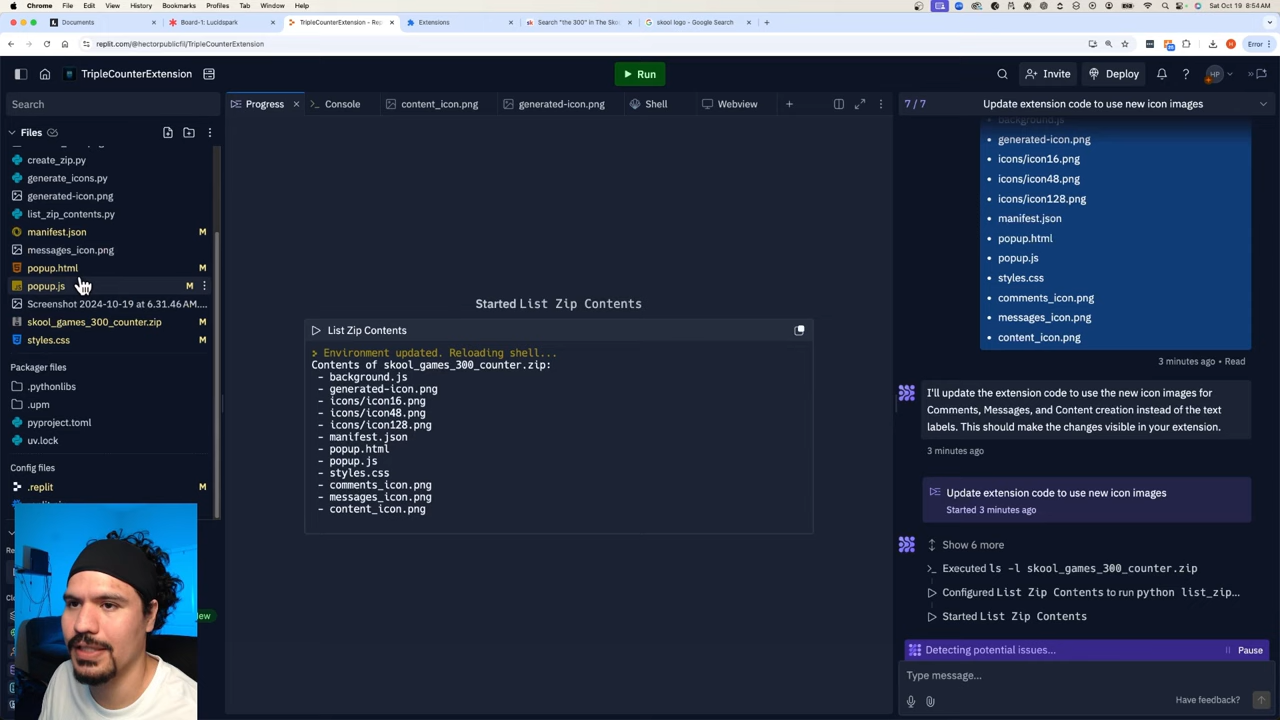 Chrome File Edit View History Bookmarks Profiles Tab Window Help
Sat Oct 19 8:54 AM
Documents
Board-1: Lucidspark
TripleCounterExtension - Rep
Extensions
Search "the 300" in The Sko
skool logo - Google Search
replit.com/@hectorpublicfil/TripleCounterExtension
Error
TripleCounterExtension
Run
Invite
Deploy
HP
Search
Progress
Console
content_icon.png
generated-icon.png
Shell
Webview
7 / 7
Update extension code to use new icon images
Files
create_zip.py
generate_icons.py
generated-icon.png
list_zip_contents.py
manifest.json M
messages_icon.png
popup.html M
popup.js M
Screenshot 2024-10-19 at 6.31.46 AM....
skool_games_300_counter.zip M
styles.css M
Packager files
.pythonlibs
.upm
pyproject.toml
uv.lock
Config files
.replit M
New
Started List Zip Contents
List Zip Contents
> Environment updated. Reloading shell...
Contents of skool_games_300_counter.zip:
- background.js
- generated-icon.png
- icons/icon16.png
- icons/icon48.png
- icons/icon128.png
- manifest.json
- popup.html
- popup.js
- styles.css
- comments_icon.png
- messages_icon.png
- content_icon.png
background.js
• generated-icon.png
• icons/icon16.png
• icons/icon48.png
• icons/icon128.png
• manifest.json
• popup.html
• popup.js
• styles.css
• comments_icon.png
• messages_icon.png
• content_icon.png
3 minutes ago • Read
I'll update the extension code to use the new icon images for
Comments, Messages, and Content creation instead of the text
labels. This should make the changes visible in your extension.
3 minutes ago
Update extension code to use new icon images
Started 3 minutes ago
Show 6 more
Executed ls -l skool_games_300_counter.zip
Configured List Zip Contents to run python list_zip...
Started List Zip Contents
Detecting potential issues...
Pause
Type message...
Have feedback?